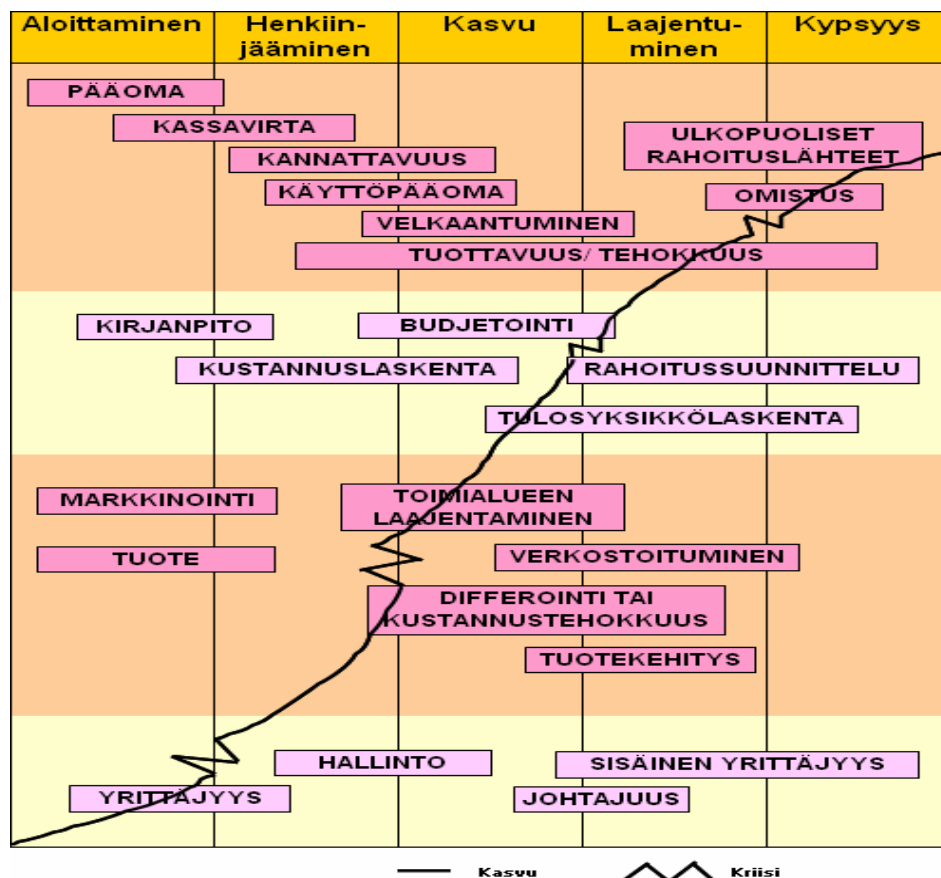 Aloittaminen
Henkiin-
jääminen
Kasvu
Laajentu-
minen
Kypsyys
PÄÄOMA
KASSAVIRTA
KANNATTAVUUS
KÄYTTÖPÄÄOMA
VELKAANTUMINEN
TUOTTAVUUS/ TEHOKKUUS
ULKOPUOLISET
RAHOITUSLÄHTEET
OMISTUS
KIRJANPITO
BUDJETOINTI
KUSTANNUSLASKENTA
RAHOITUSSUUNNITTELU
TULOSYKSIKKÖLASKENTA
MARKKINOINTI
TOIMIALUEEN
LAAJENTAMINEN
TUOTE
VERKOSTOITUMINEN
DIFFEROINTI TAI
KUSTANNUSTEHOKKUUS
TUOTEKEHITYS
HALLINTO
SISÄINEN YRITTÄJYYS
YRITTÄJYYS
JOHTAJUUS
Kasvu
Kriisi